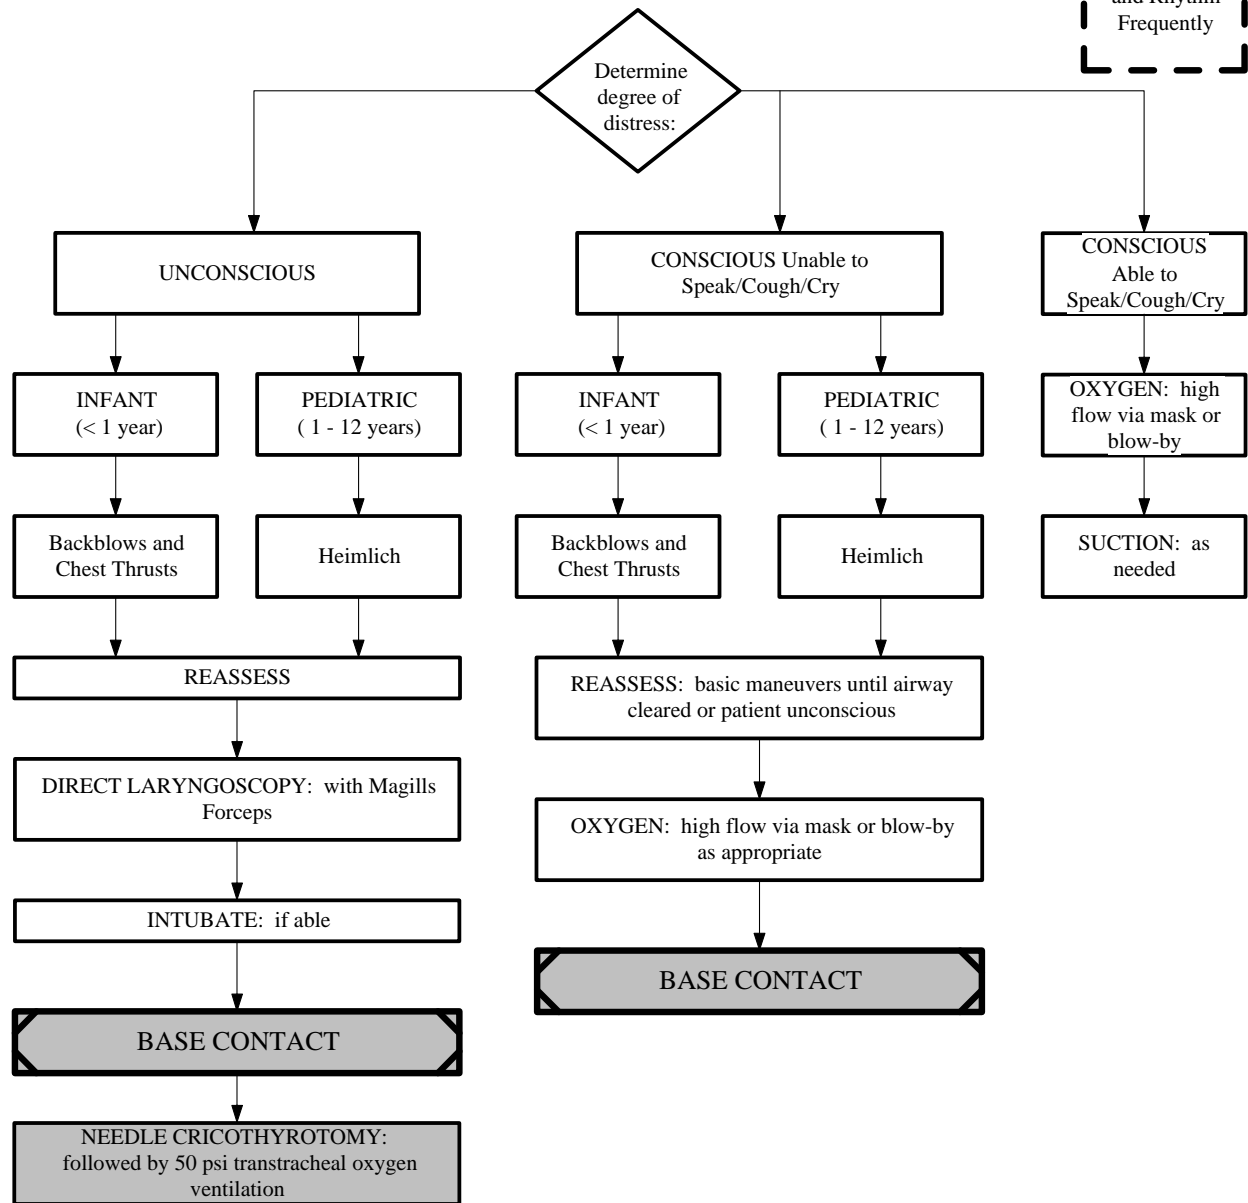 and Rhythm
Frequently
Determine
degree of
distress:
UNCONSCIOUS
CONSCIOUS Unable to
Speak/Cough/Cry
CONSCIOUS
Able to
Speak/Cough/Cry
INFANT
(< 1 year)
PEDIATRIC
( 1 - 12 years)
INFANT
(< 1 year)
PEDIATRIC
( 1 - 12 years)
OXYGEN:  high
flow via mask or
blow-by
Backblows and
Chest Thrusts
Heimlich
Backblows and
Chest Thrusts
Heimlich
SUCTION:  as
needed
REASSESS
REASSESS:  basic maneuvers until airway
cleared or patient unconscious
DIRECT LARYNGOSCOPY:  with Magills
Forceps
OXYGEN:  high flow via mask or blow-by
as appropriate
INTUBATE:  if able
BASE CONTACT
BASE CONTACT
NEEDLE CRICOTHYROTOMY:
followed by 50 psi transtracheal oxygen
ventilation